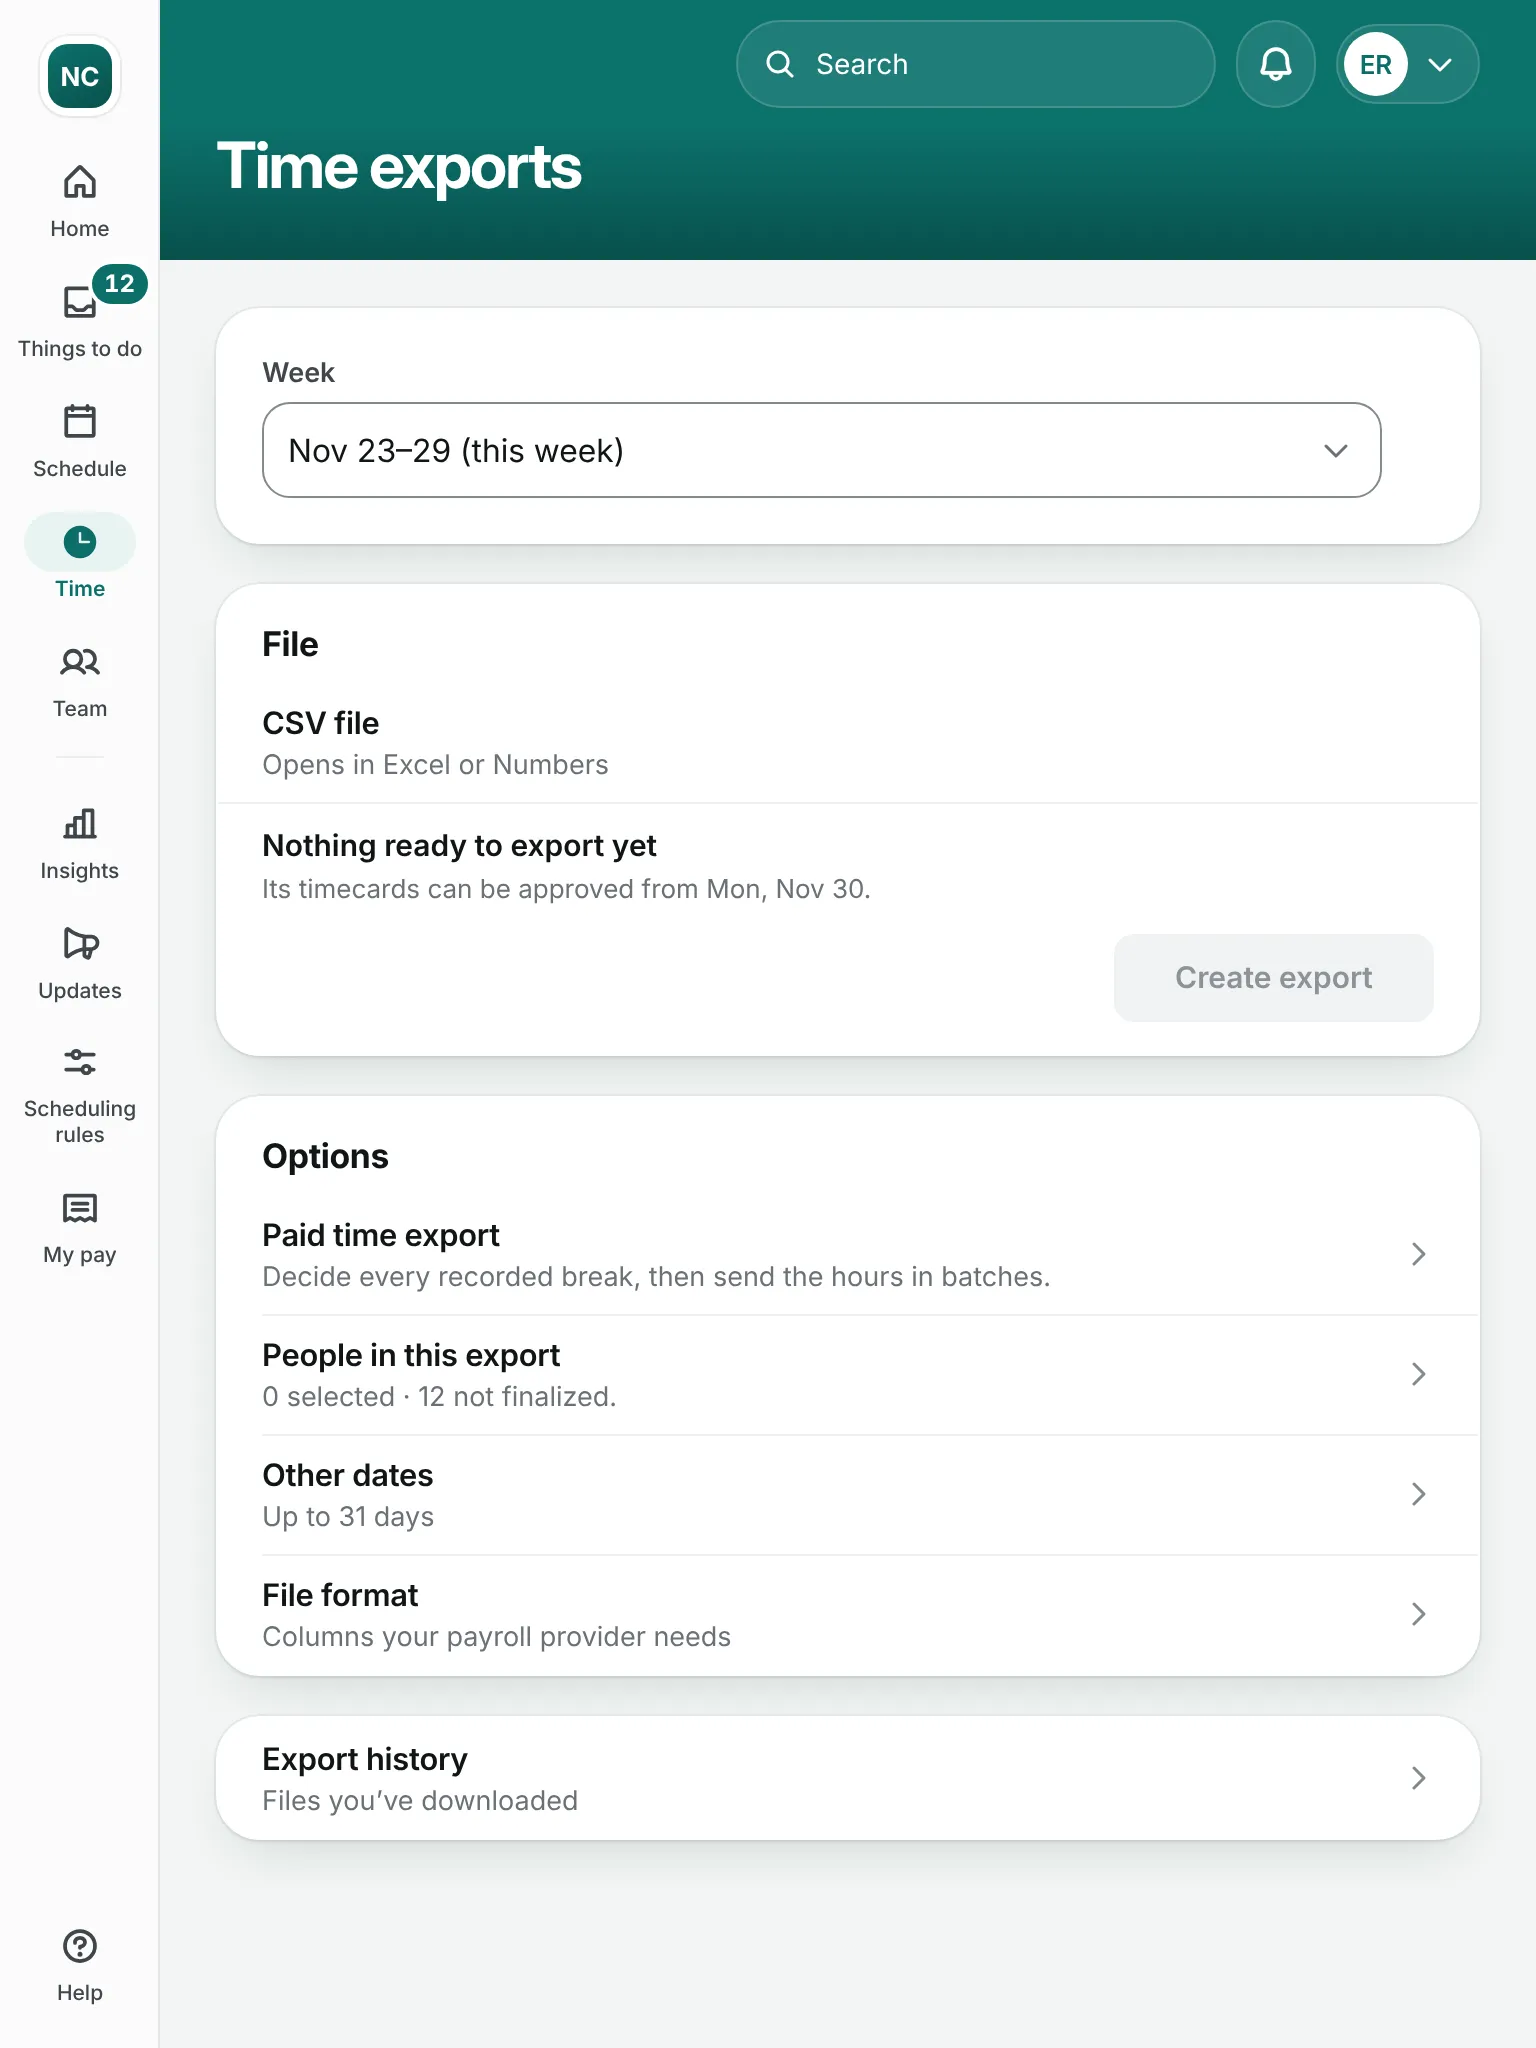 NC
Search
ER
Time exports
Home
12
Things to do
Schedule
Time
Team
Insights
Updates
Scheduling
rules
My pay
Help
Week
Nov 23–29 (this week)
File
CSV file
Opens in Excel or Numbers
Nothing ready to export yet
Its timecards can be approved from Mon, Nov 30.
Create export
Options
Paid time export
Decide every recorded break, then send the hours in batches.
People in this export
0 selected · 12 not finalized.
Other dates
Up to 31 days
File format
Columns your payroll provider needs
Export history
Files you’ve downloaded